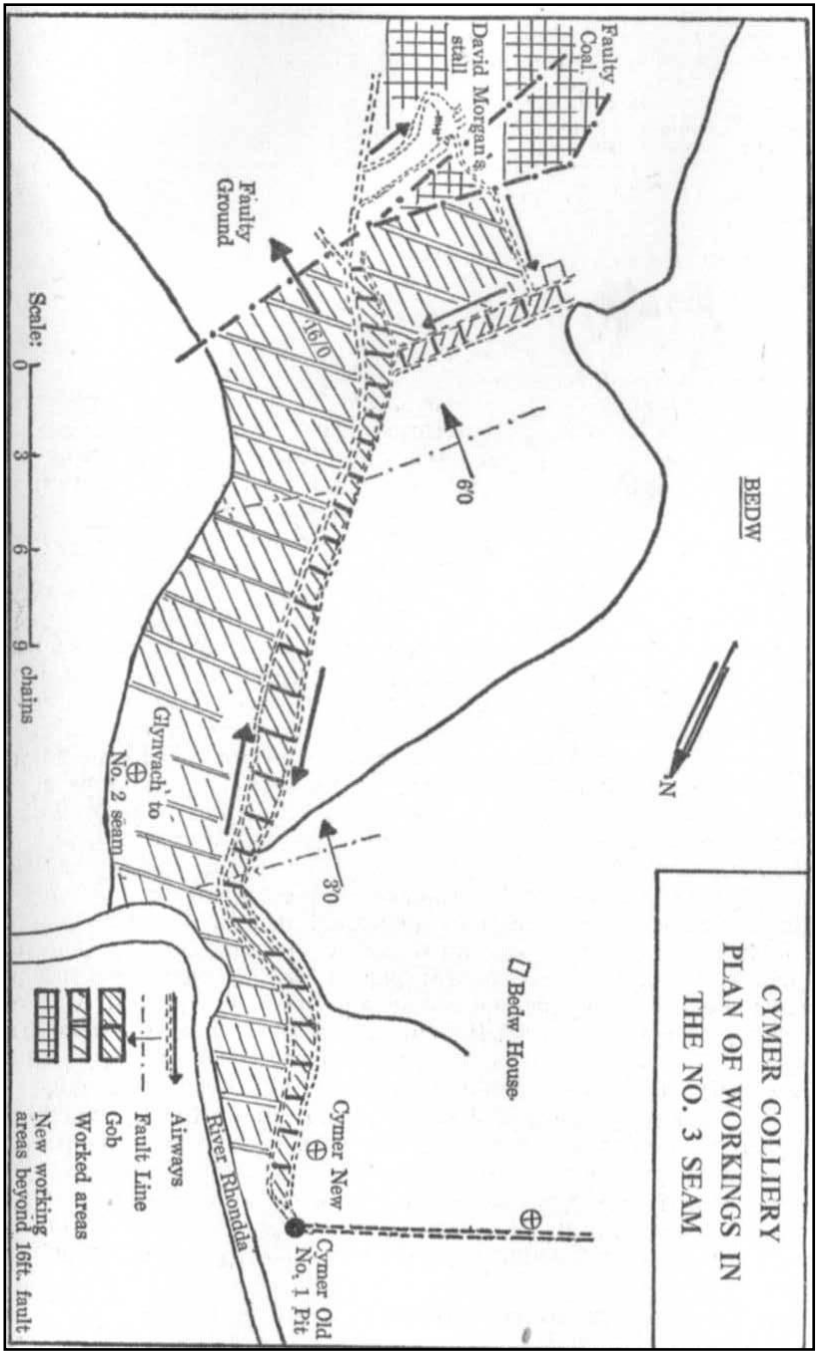 CYMER COLLIERY
PLAN OF WORKINGS IN
THE NO. 3 SEAM
BEDW
N
Faulty
Coal.
David Morgan's
stall
Faulty
Ground
16'0
6'0
3'0
Bedw House.
Glynvach to
No. 2 seam
Cymer New
Cymer Old
No. 1 Pit
River Rhondda
Scale:
0 3 6 9 chains
Airways
Fault Line
Gob
Worked areas
New working
areas beyond 16ft. fault